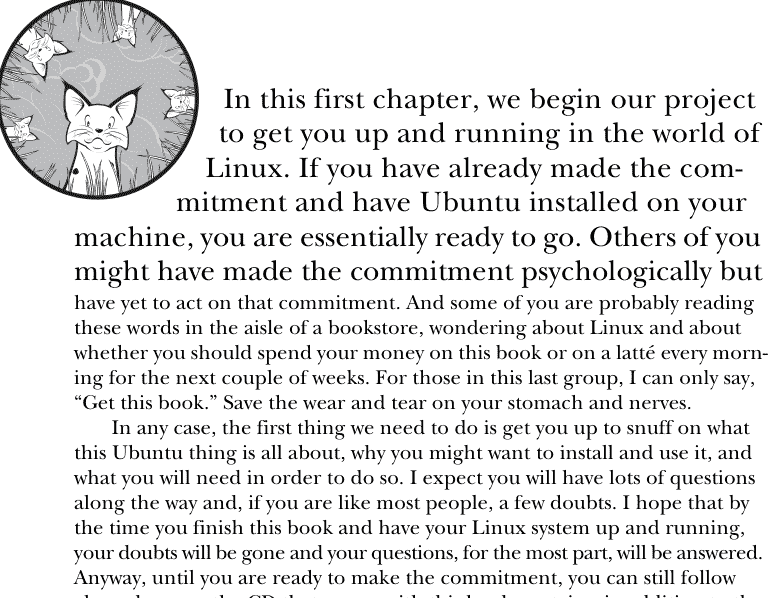 In this first chapter, we begin our project
to get you up and running in the world of
Linux. If you have already made the com-
mitment and have Ubuntu installed on your
machine, you are essentially ready to go. Others of you
might have made the commitment psychologically but
have yet to act on that commitment. And some of you are probably reading
these words in the aisle of a bookstore, wondering about Linux and about
whether you should spend your money on this book or on a latté every morn-
ing for the next couple of weeks. For those in this last group, I can only say,
“Get this book.” Save the wear and tear on your stomach and nerves.
In any case, the first thing we need to do is get you up to snuff on what
this Ubuntu thing is all about, why you might want to install and use it, and
what you will need in order to do so. I expect you will have lots of questions
along the way and, if you are like most people, a few doubts. I hope that by
the time you finish this book and have your Linux system up and running,
your doubts will be gone and your questions, for the most part, will be answered.
Anyway, until you are ready to make the commitment, you can still follow